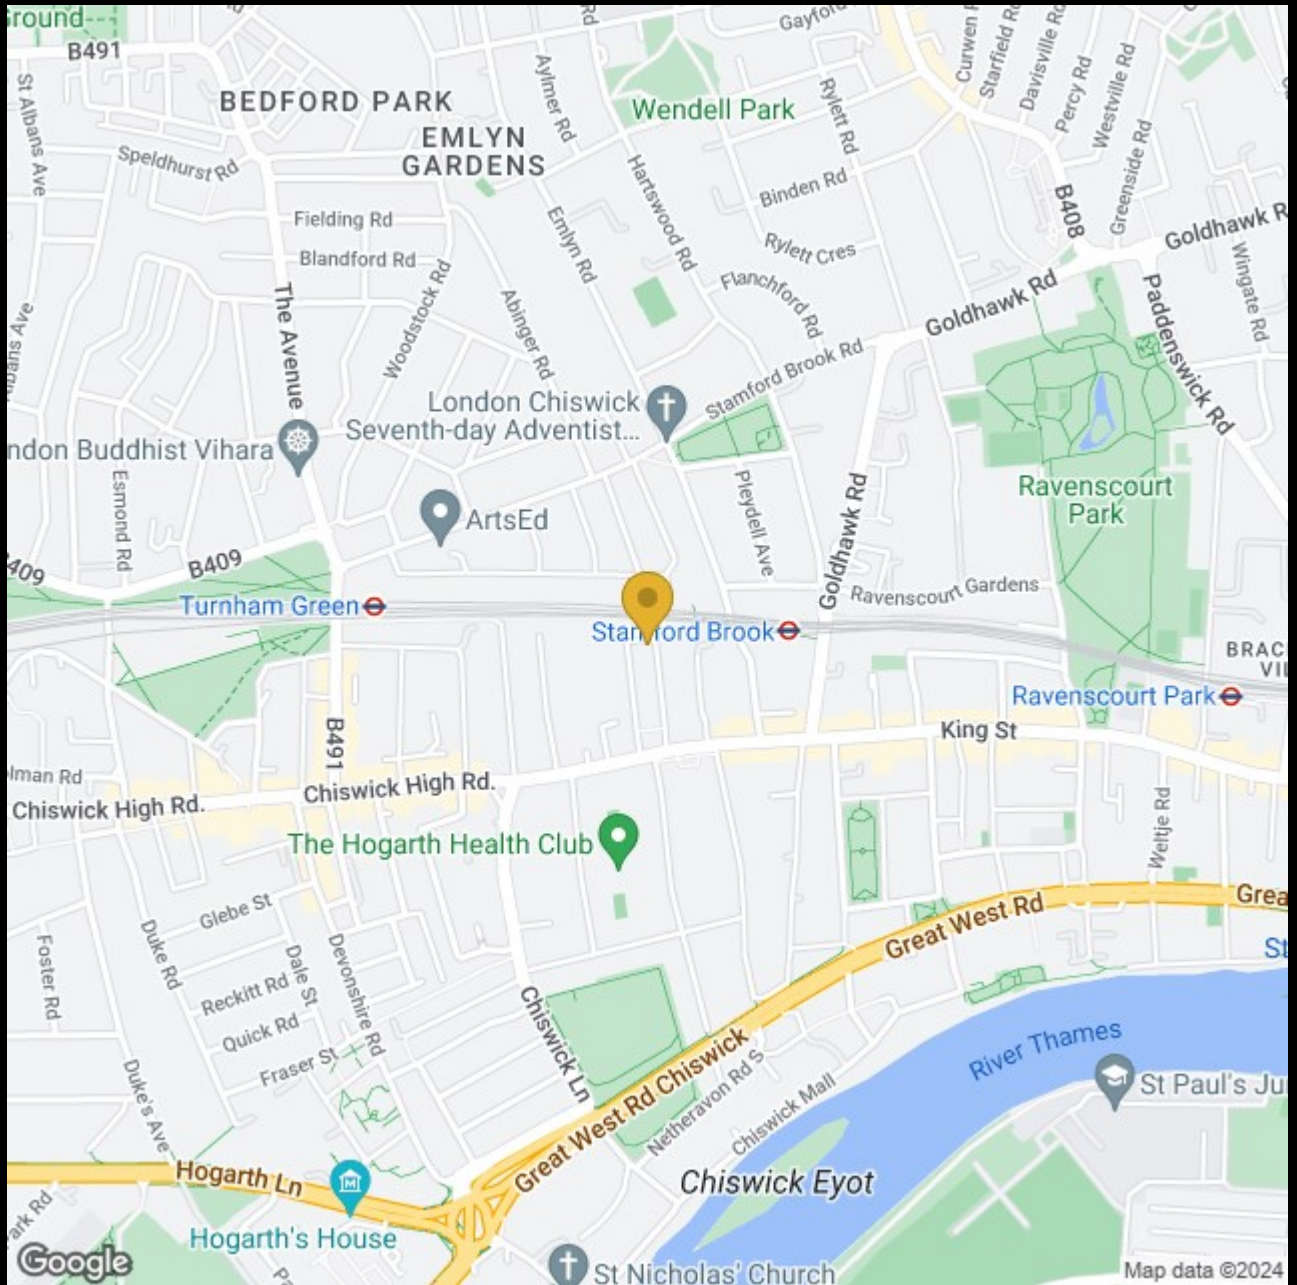 Ground
B491
BEDFORD PARK
EMLYN
GARDENS
St Albans Ave
Speldhurst Rd
Fielding Rd
Blandford Rd
The Avenue
Woodstock Rd
Abinger Rd
Emlyn Rd
Aylmer Rd
Hartswood Rd
Wendell Park
Gayford
Rylett Rd
Binden Rd
Rylett Cres
Flanchford Rd
Curwen
Starfield Rd
Davisville Rd
Percy Rd
Westville Rd
Greenside Rd
B408
Goldhawk R
Goldhawk Rd
Wingate Rd
Paddenswick Rd
Stamford Brook Rd
London Chiswick
Seventh-day Adventist...
ndon Buddhist Vihara
Esmond Rd
ArtsEd
Pleydell Ave
Goldhawk Rd
Ravenscourt
Park
B409
Turnham Green
Stamford Brook
Ravenscourt Gardens
BRAC
VIL
Ravenscourt Park
King St
B491
lman Rd
Chiswick High Rd.
Chiswick High Rd.
The Hogarth Health Club
Weltje Rd
Glebe St
Duke Rd
Foster Rd
Dale St
Devonshire Rd
Reckitt Rd
Quick Rd
Fraser St
Duke's Ave
Chiswick Ln
Great West Rd
Grea
St
River Thames
St Paul's Ju
Great West Rd Chiswick
Netheravon Rd S
Chiswick Mall
Chiswick Eyot
Hogarth Ln
Hogarth's House
Park Rd
St Nicholas' Church
Google
Map data ©2024